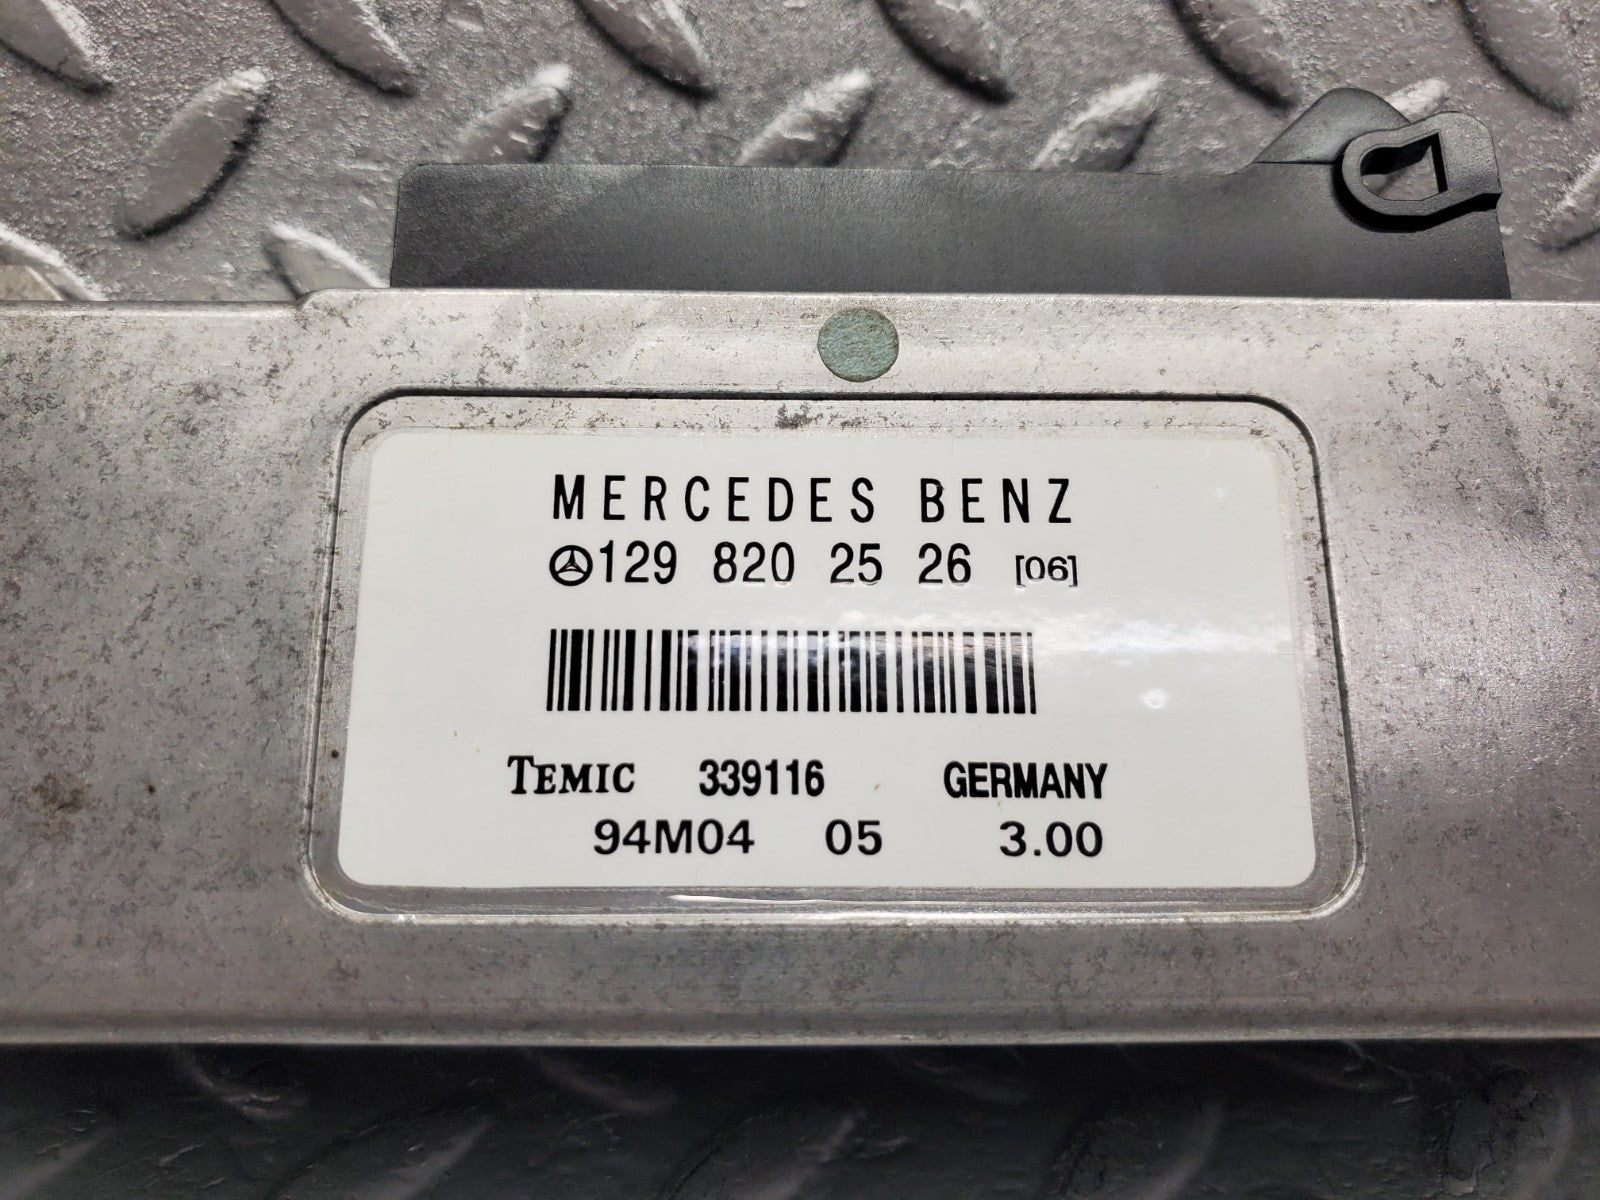 MERCEDES BENZ
129 820 25 26 [06]
TEMIC 339116 GERMANY
94M04 05 3.00